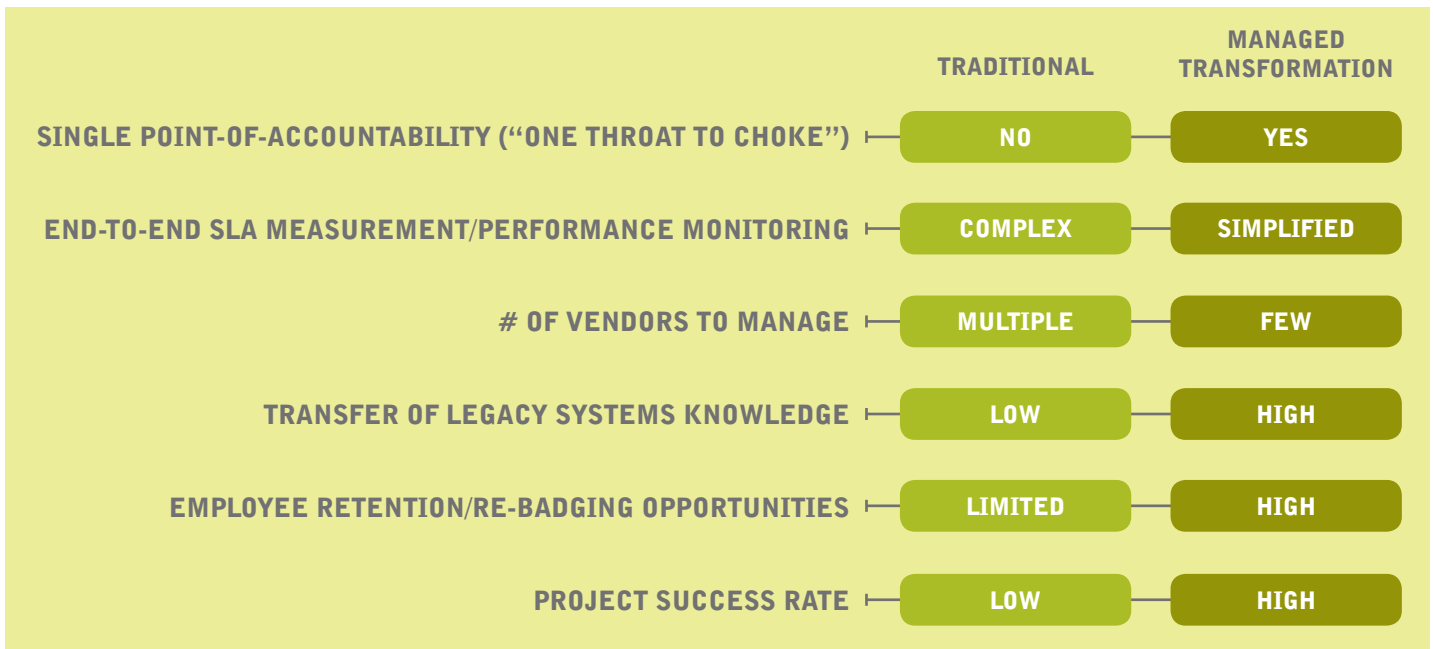 TRADITIONAL
MANAGED
TRANSFORMATION
SINGLE POINT-OF-ACCOUNTABILITY (“ONE THROAT TO CHOKE”) NO YES
END-TO-END SLA MEASUREMENT/PERFORMANCE MONITORING COMPLEX SIMPLIFIED
# OF VENDORS TO MANAGE MULTIPLE FEW
TRANSFER OF LEGACY SYSTEMS KNOWLEDGE LOW HIGH
EMPLOYEE RETENTION/RE-BADGING OPPORTUNITIES LIMITED HIGH
PROJECT SUCCESS RATE LOW HIGH